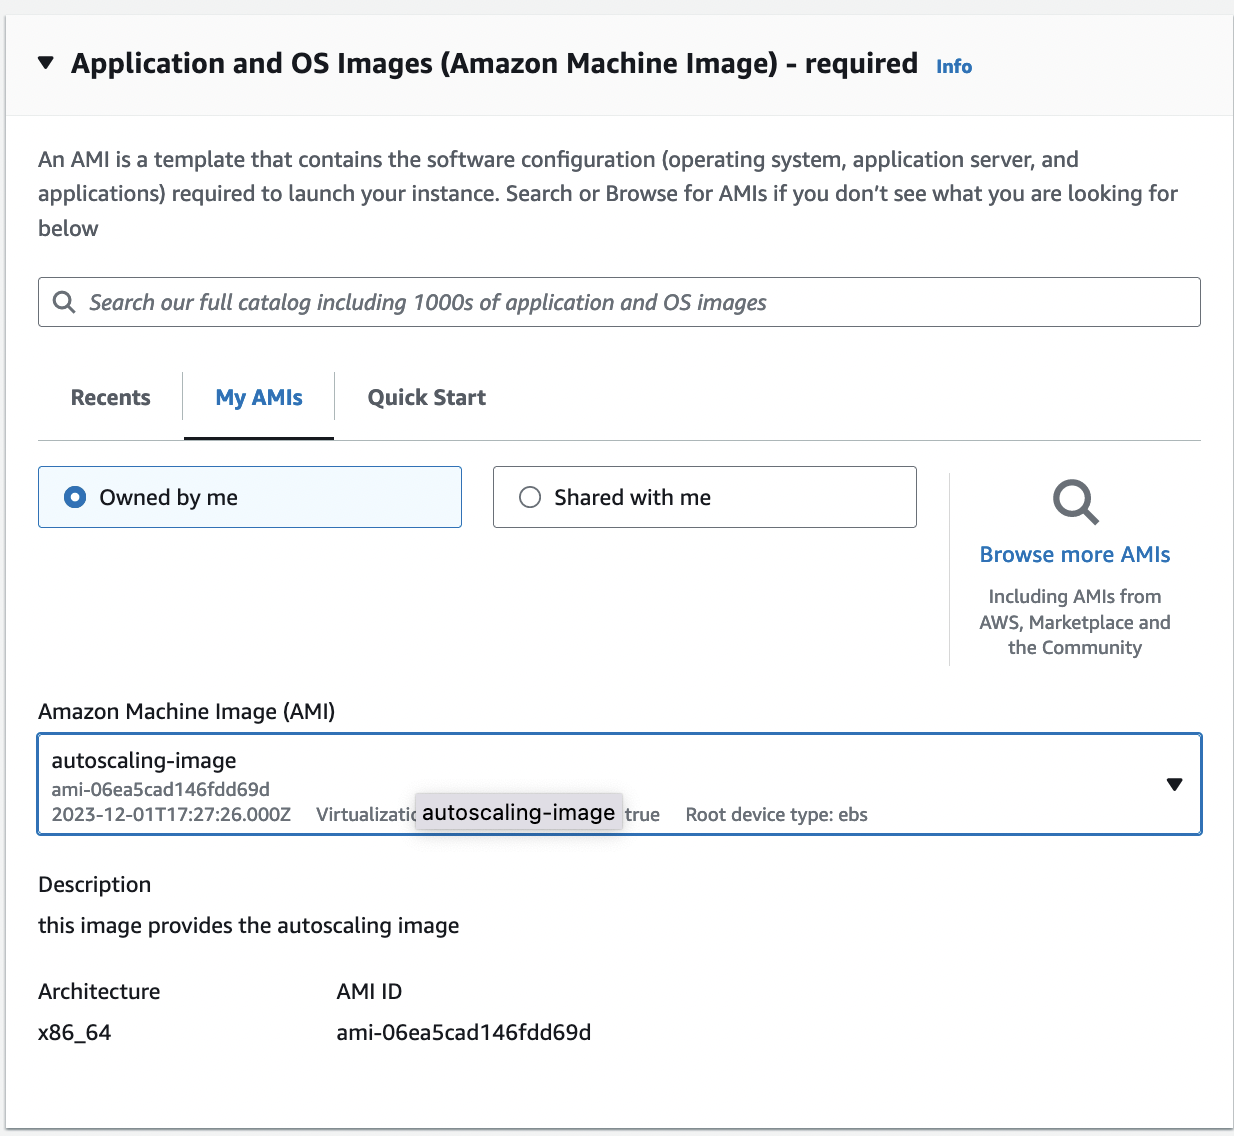 Application and OS Images (Amazon Machine Image) - required Info
An AMI is a template that contains the software configuration (operating system, application server, and
applications) required to launch your instance. Search or Browse for AMIs if you don’t see what you are looking for
below
Search our full catalog including 1000s of application and OS images
Recents My AMIs Quick Start
Owned by me Shared with me
Browse more AMIs
Including AMIs from
AWS, Marketplace and
the Community
Amazon Machine Image (AMI)
autoscaling-image
ami-06ea5cad146fdd69d
2023-12-01T17:27:26.000Z autoscaling-image true Root device type: ebs
Description
this image provides the autoscaling image
Architecture AMI ID
x86_64 ami-06ea5cad146fdd69d